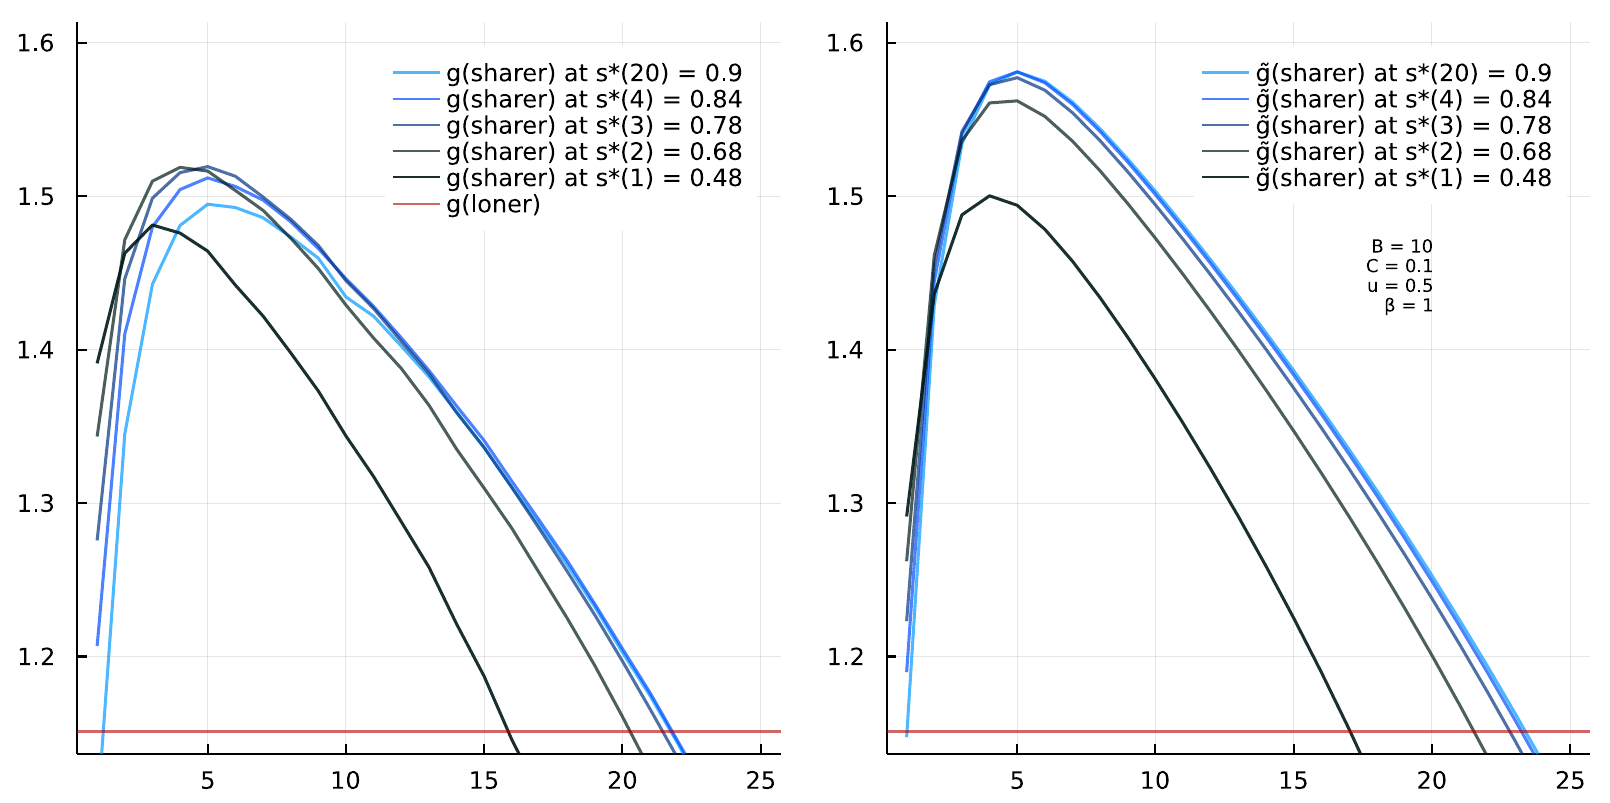 1.6
1.5
1.4
1.3
1.2
5
10
15
20
25
g(sharer) at s*(20) = 0.9
g(sharer) at s*(4) = 0.84
g(sharer) at s*(3) = 0.78
g(sharer) at s*(2) = 0.68
g(sharer) at s*(1) = 0.48
g(loner)
1.6
1.5
1.4
1.3
1.2
5
10
15
20
25
g̃(sharer) at s*(20) = 0.9
g̃(sharer) at s*(4) = 0.84
g̃(sharer) at s*(3) = 0.78
g̃(sharer) at s*(2) = 0.68
g̃(sharer) at s*(1) = 0.48
B = 10
C = 0.1
u = 0.5
β = 1